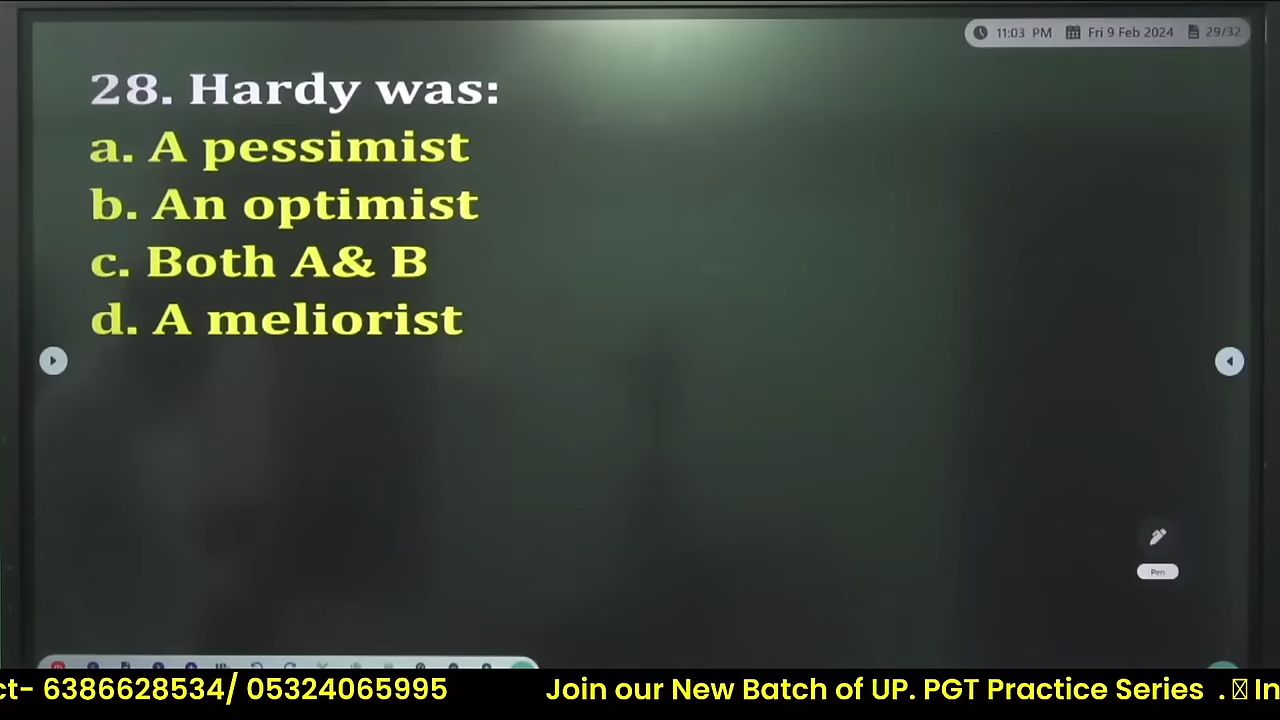 11:03 PM Fri 9 Feb 2024 29/32
28. Hardy was:
a. A pessimist
b. An optimist
c. Both A& B
d. A meliorist
Pen
ct- 6386628534/ 05324065995 Join our New Batch of UP. PGT Practice Series . In